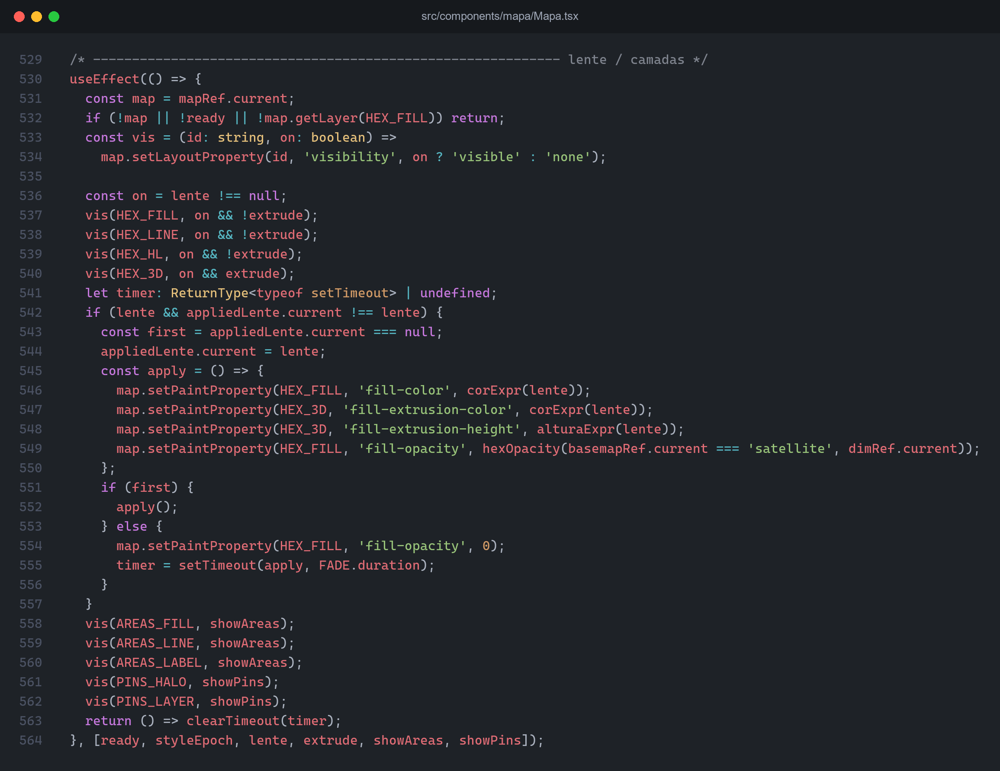 src/components/mapa/Mapa.tsx
529 /* ------------------------------------------------------------ lente / camadas */
530 useEffect(() => {
531 const map = mapRef.current;
532 if (!map || !ready || !map.getLayer(HEX_FILL)) return;
533 const vis = (id: string, on: boolean) =>
534 map.setLayoutProperty(id, 'visibility', on ? 'visible' : 'none');
535
536 const on = lente !== null;
537 vis(HEX_FILL, on && !extrude);
538 vis(HEX_LINE, on && !extrude);
539 vis(HEX_HL, on && !extrude);
540 vis(HEX_3D, on && extrude);
541 let timer: ReturnType<typeof setTimeout> | undefined;
542 if (lente && appliedLente.current !== lente) {
543 const first = appliedLente.current === null;
544 appliedLente.current = lente;
545 const apply = () => {
546 map.setPaintProperty(HEX_FILL, 'fill-color', corExpr(lente));
547 map.setPaintProperty(HEX_3D, 'fill-extrusion-color', corExpr(lente));
548 map.setPaintProperty(HEX_3D, 'fill-extrusion-height', alturaExpr(lente));
549 map.setPaintProperty(HEX_FILL, 'fill-opacity', hexOpacity(basemapRef.current === 'satellite', dimRef.current));
550 };
551 if (first) {
552 apply();
553 } else {
554 map.setPaintProperty(HEX_FILL, 'fill-opacity', 0);
555 timer = setTimeout(apply, FADE.duration);
556 }
557 }
558 vis(AREAS_FILL, showAreas);
559 vis(AREAS_LINE, showAreas);
560 vis(AREAS_LABEL, showAreas);
561 vis(PINS_HALO, showPins);
562 vis(PINS_LAYER, showPins);
563 return () => clearTimeout(timer);
564 }, [ready, styleEpoch, lente, extrude, showAreas, showPins]);